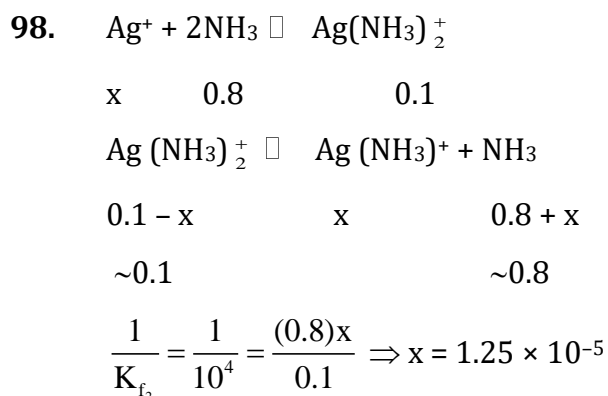 98. Ag⁺ + 2NH₃ □ Ag(NH₃)₂⁺
x 0.8 0.1
Ag (NH₃)₂⁺ □ Ag (NH₃)⁺ + NH₃
0.1 – x x 0.8 + x
~0.1 ~0.8
1/K_f₂ = 1/10⁴ = (0.8)x/0.1 ⇒ x = 1.25 × 10⁻⁵